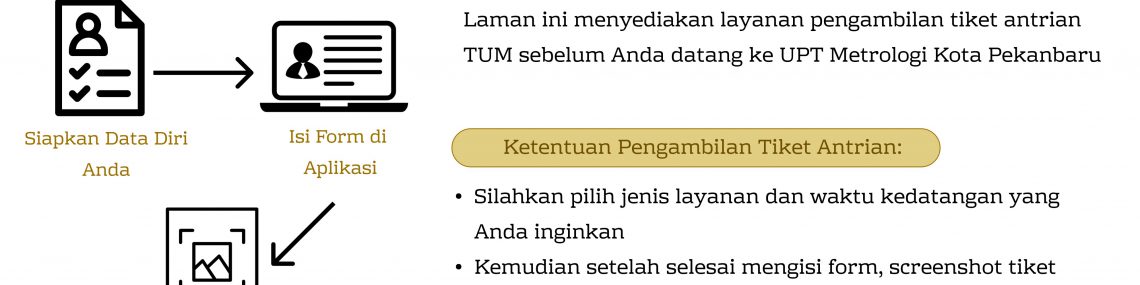 Laman ini menyediakan layanan pengambilan tiket antrian
TUM sebelum Anda datang ke UPT Metrologi Kota Pekanbaru
Siapkan Data Diri
Anda
Isi Form di
Aplikasi
Ketentuan Pengambilan Tiket Antrian:
• Silahkan pilih jenis layanan dan waktu kedatangan yang
Anda inginkan
• Kemudian setelah selesai mengisi form, screenshot tiket